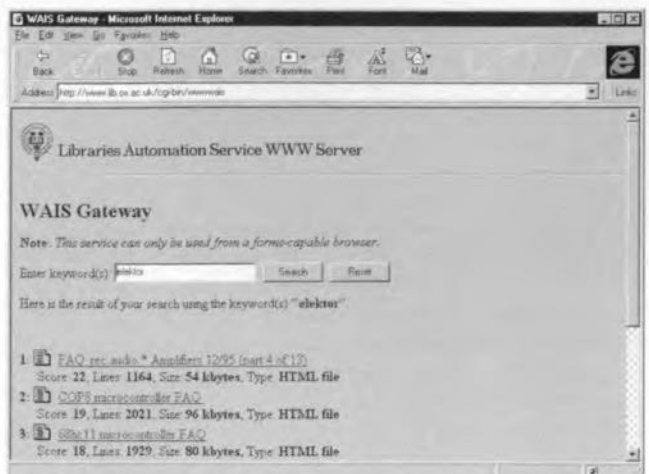 WAIS Gateway - Microsoft Internet Explorer
File Edit View Go Favorites Help
Back Stop Refresh Home Search Favorites Print Font Mail
Address http://www.lib.ox.ac.uk/cgi-bin/wwwwais Links
Libraries Automation Service WWW Server
WAIS Gateway
Note: This service can only be used from a forms-capable browser.
Enter keyword(s): elektor Search Reset
Here is the result of your search using the keyword(s) "elektor".
1: FAQ: rec.audio.* Amplifiers 12/95 (part 4 of 13)
Score: 22, Lines: 1164, Size: 54 kbytes, Type: HTML file
2: COP8 microcontroller FAQ
Score: 19, Lines: 2021, Size: 96 kbytes, Type: HTML file
3: 68hc11 microcontroller FAQ
Score: 18, Lines: 1929, Size: 80 kbytes, Type: HTML file